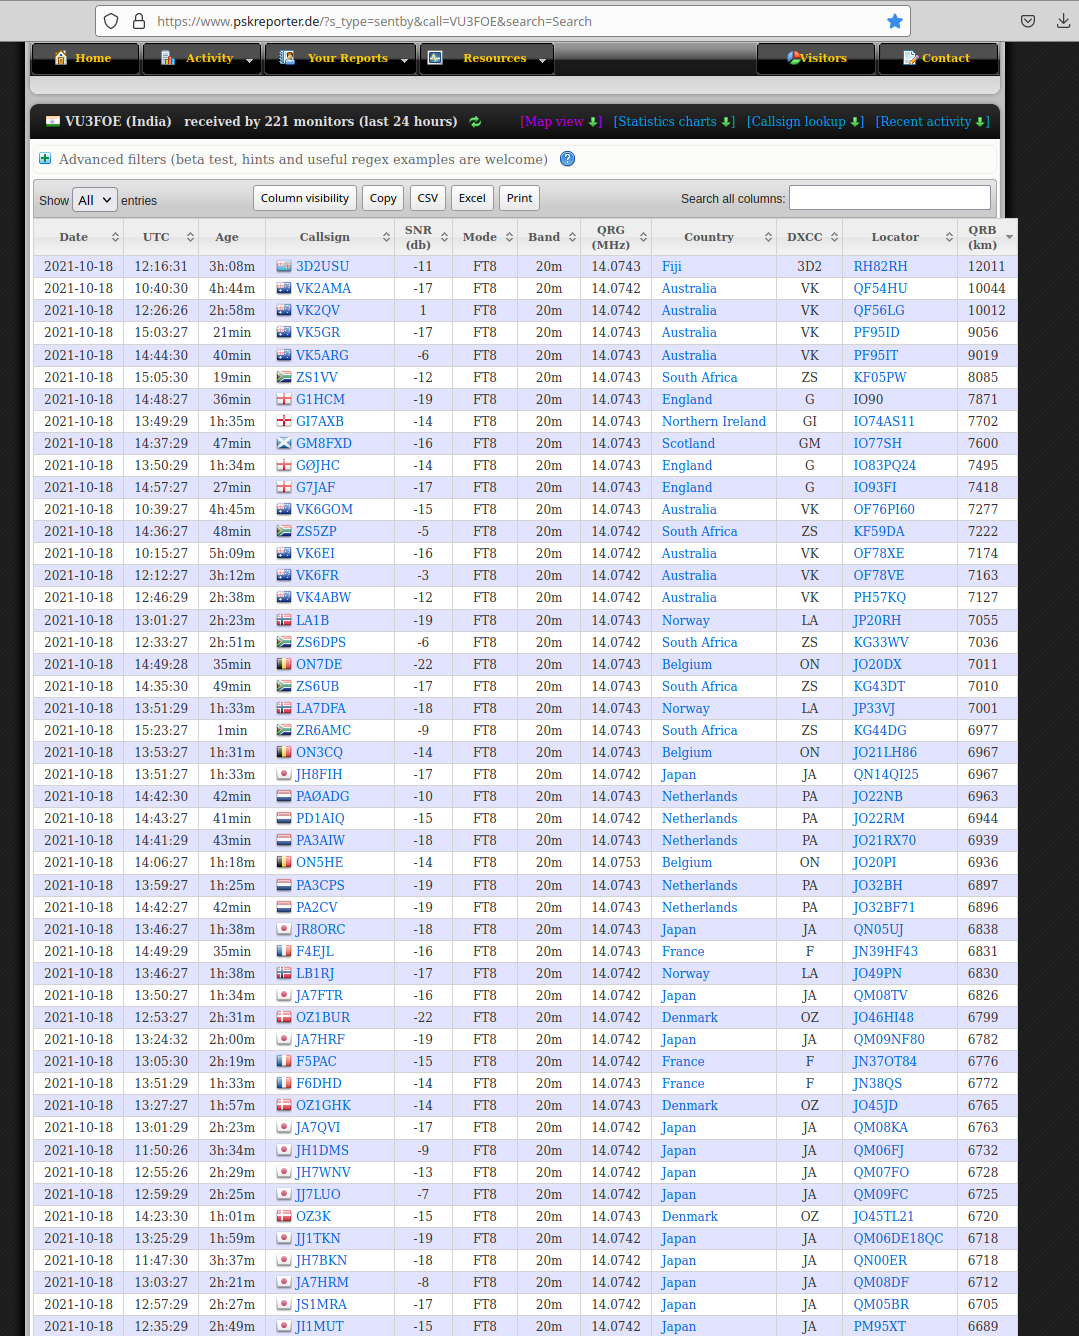 https://www.pskreporter.de/?s_type=sentby&call=VU3FOE&search=Search
Home Activity Your Reports Resources Visitors Contact
VU3FOE (India) received by 221 monitors (last 24 hours) [Map view ] [Statistics charts ] [Callsign lookup ] [Recent activity ]
Advanced filters (beta test, hints and useful regex examples are welcome) ?
Show All entries Column visibility Copy CSV Excel Print Search all columns:
Date UTC Age Callsign SNR (db) Mode Band QRG (MHz) Country DXCC Locator QRB (km)
2021-10-18 12:16:31 3h:08m 3D2USU -11 FT8 20m 14.0743 Fiji 3D2 RH82RH 12011
2021-10-18 10:40:30 4h:44m VK2AMA -17 FT8 20m 14.0742 Australia VK QF54HU 10044
2021-10-18 12:26:26 2h:58m VK2QV 1 FT8 20m 14.0742 Australia VK QF56LG 10012
2021-10-18 15:03:27 21min VK5GR -17 FT8 20m 14.0743 Australia VK PF95ID 9056
2021-10-18 14:44:30 40min VK5ARG -6 FT8 20m 14.0743 Australia VK PF95IT 9019
2021-10-18 15:05:30 19min ZS1VV -12 FT8 20m 14.0743 South Africa ZS KF05PW 8085
2021-10-18 14:48:27 36min G1HCM -19 FT8 20m 14.0743 England G IO90 7871
2021-10-18 13:49:29 1h:35m GI7AXB -14 FT8 20m 14.0743 Northern Ireland GI IO74AS11 7702
2021-10-18 14:37:29 47min GM8FXD -16 FT8 20m 14.0743 Scotland GM IO77SH 7600
2021-10-18 13:50:29 1h:34m GØJHC -14 FT8 20m 14.0743 England G IO83PQ24 7495
2021-10-18 14:57:27 27min G7JAF -17 FT8 20m 14.0743 England G IO93FI 7418
2021-10-18 10:39:27 4h:45m VK6GOM -15 FT8 20m 14.0742 Australia VK OF76PI60 7277
2021-10-18 14:36:27 48min ZS5ZP -5 FT8 20m 14.0742 South Africa ZS KF59DA 7222
2021-10-18 10:15:27 5h:09m VK6EI -16 FT8 20m 14.0742 Australia VK OF78XE 7174
2021-10-18 12:12:27 3h:12m VK6FR -3 FT8 20m 14.0742 Australia VK OF78VE 7163
2021-10-18 12:46:29 2h:38m VK4ABW -12 FT8 20m 14.0742 Australia VK PH57KQ 7127
2021-10-18 13:01:27 2h:23m LA1B -19 FT8 20m 14.0743 Norway LA JP20RH 7055
2021-10-18 12:33:27 2h:51m ZS6DPS -6 FT8 20m 14.0742 South Africa ZS KG33WV 7036
2021-10-18 14:49:28 35min ON7DE -22 FT8 20m 14.0743 Belgium ON JO20DX 7011
2021-10-18 14:35:30 49min ZS6UB -17 FT8 20m 14.0743 South Africa ZS KG43DT 7010
2021-10-18 13:51:29 1h:33m LA7DFA -18 FT8 20m 14.0743 Norway LA JP33VJ 7001
2021-10-18 15:23:27 1min ZR6AMC -9 FT8 20m 14.0743 South Africa ZS KG44DG 6977
2021-10-18 13:53:27 1h:31m ON3CQ -14 FT8 20m 14.0743 Belgium ON JO21LH86 6967
2021-10-18 13:51:27 1h:33m JH8FIH -17 FT8 20m 14.0742 Japan JA QN14QI25 6967
2021-10-18 14:42:30 42min PAØADG -10 FT8 20m 14.0743 Netherlands PA JO22NB 6963
2021-10-18 14:43:27 41min PD1AIQ -15 FT8 20m 14.0742 Netherlands PA JO22RM 6944
2021-10-18 14:41:29 43min PA3AIW -18 FT8 20m 14.0743 Netherlands PA JO21RX70 6939
2021-10-18 14:06:27 1h:18m ON5HE -14 FT8 20m 14.0753 Belgium ON JO20PI 6936
2021-10-18 13:59:27 1h:25m PA3CPS -19 FT8 20m 14.0743 Netherlands PA JO32BH 6897
2021-10-18 14:42:27 42min PA2CV -19 FT8 20m 14.0743 Netherlands PA JO32BF71 6896
2021-10-18 13:46:27 1h:38m JR8ORC -18 FT8 20m 14.0742 Japan JA QN05UJ 6838
2021-10-18 14:49:29 35min F4EJL -16 FT8 20m 14.0743 France F JN39HF43 6831
2021-10-18 13:46:27 1h:38m LB1RJ -17 FT8 20m 14.0742 Norway LA JO49PN 6830
2021-10-18 13:50:27 1h:34m JA7FTR -16 FT8 20m 14.0742 Japan JA QM08TV 6826
2021-10-18 12:53:27 2h:31m OZ1BUR -22 FT8 20m 14.0742 Denmark OZ JO46HI48 6799
2021-10-18 13:24:32 2h:00m JA7HRF -19 FT8 20m 14.0742 Japan JA QM09NF80 6782
2021-10-18 13:05:30 2h:19m F5PAC -15 FT8 20m 14.0742 France F JN37OT84 6776
2021-10-18 13:51:29 1h:33m F6DHD -14 FT8 20m 14.0743 France F JN38QS 6772
2021-10-18 13:27:27 1h:57m OZ1GHK -14 FT8 20m 14.0743 Denmark OZ JO45JD 6765
2021-10-18 13:01:29 2h:23m JA7QVI -17 FT8 20m 14.0742 Japan JA QM08KA 6763
2021-10-18 11:50:26 3h:34m JH1DMS -9 FT8 20m 14.0742 Japan JA QM06FJ 6732
2021-10-18 12:55:26 2h:29m JH7WNV -13 FT8 20m 14.0742 Japan JA QM07FO 6728
2021-10-18 12:59:29 2h:25m JJ7LUO -7 FT8 20m 14.0742 Japan JA QM09FC 6725
2021-10-18 14:23:30 1h:01m OZ3K -15 FT8 20m 14.0743 Denmark OZ JO45TL21 6720
2021-10-18 13:25:29 1h:59m JJ1TKN -19 FT8 20m 14.0742 Japan JA QM06DE18QC 6718
2021-10-18 11:47:30 3h:37m JH7BKN -18 FT8 20m 14.0742 Japan JA QN00ER 6718
2021-10-18 13:03:27 2h:21m JA7HRM -8 FT8 20m 14.0742 Japan JA QM08DF 6712
2021-10-18 12:57:29 2h:27m JS1MRA -17 FT8 20m 14.0742 Japan JA QM05BR 6705
2021-10-18 12:35:29 2h:49m JI1MUT -15 FT8 20m 14.0742 Japan JA PM95XT 6689